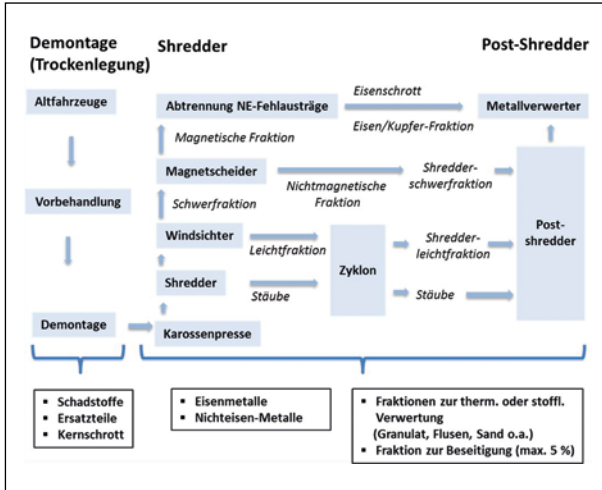 Demontage
(Trockenlegung)
Shredder
Post-Shredder
Altfahrzeuge
Abtrennung NE-Fehlausträge
Eisenschrott
Eisen/Kupfer-Fraktion
Metallverwerter
Magnetische Fraktion
Magnetscheider
Nichtmagnetische
Fraktion
Shredder-
schwerfraktion
Vorbehandlung
Schwerfraktion
Windsichter
Leichtfraktion
Zyklon
Shredder-
leichtfraktion
Post-
shredder
Shredder
Stäube
Stäube
Demontage
Karossenpresse
▪ Schadstoffe
▪ Ersatzteile
▪ Kernschrott
▪ Eisenmetalle
▪ Nichteisen-Metalle
▪ Fraktionen zur therm. oder stoffl.
Verwertung
(Granulat, Flusen, Sand o.a.)
▪ Fraktion zur Beseitigung (max. 5 %)